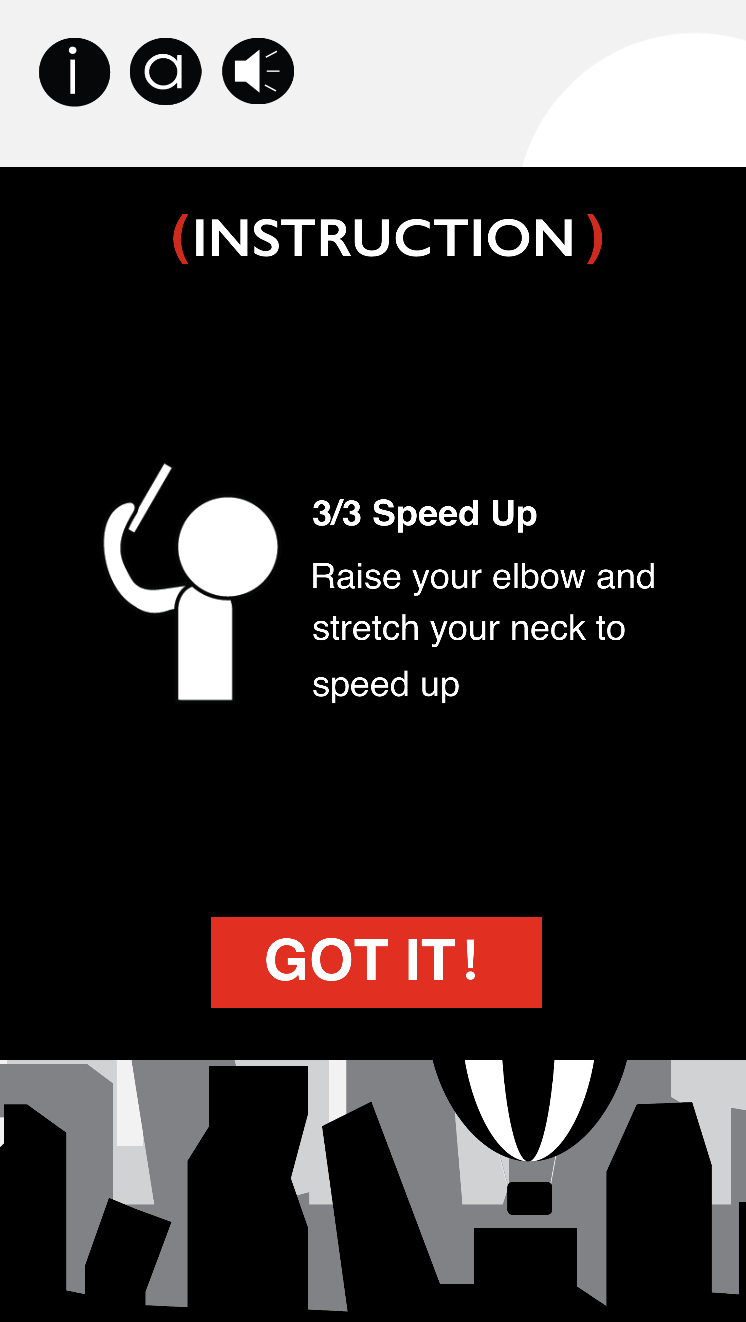 i a
(INSTRUCTION )
3/3 Speed Up
Raise your elbow and
stretch your neck to
speed up
GOT IT!